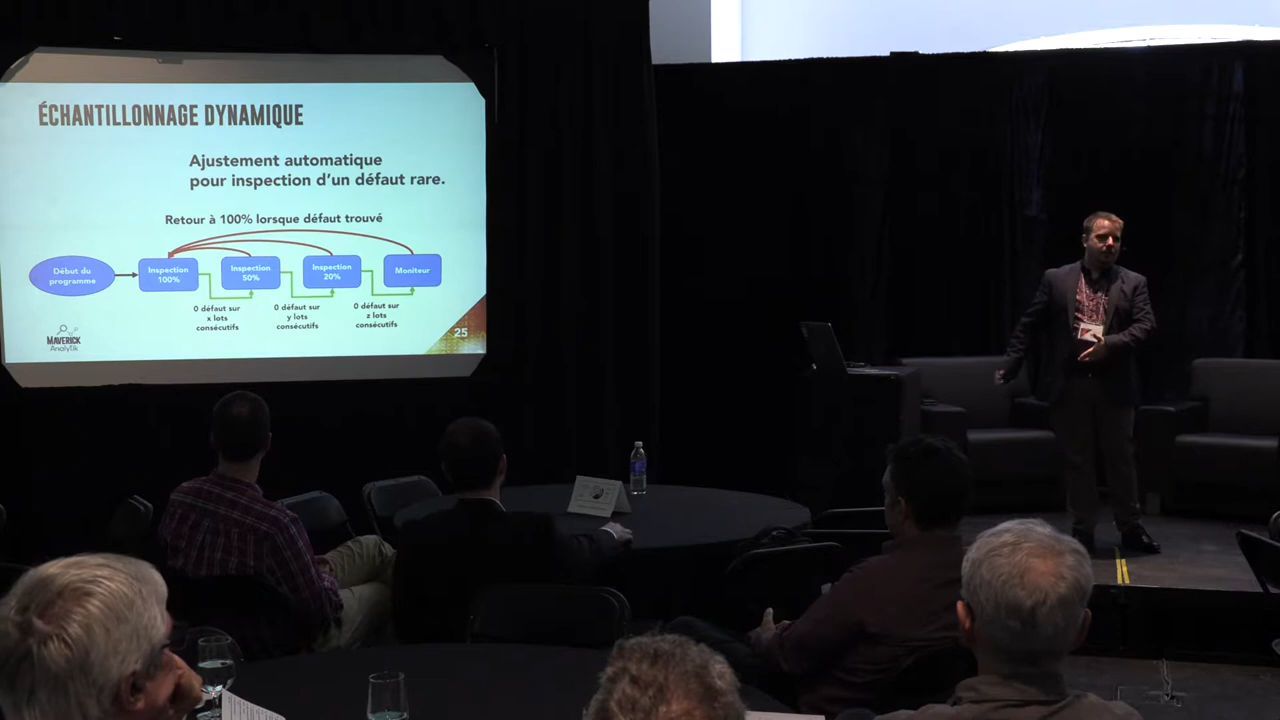 ÉCHANTILLONNAGE DYNAMIQUE
Ajustement automatique
pour inspection d'un défaut rare.
Retour à 100% lorsque défaut trouvé
Début du
programme
Inspection
100%
Inspection
50%
Inspection
20%
Moniteur
0 défaut sur
x lots
consécutifs
0 défaut sur
y lots
consécutifs
0 défaut sur
z lots
consécutifs
MAVERICK
Analytik
25